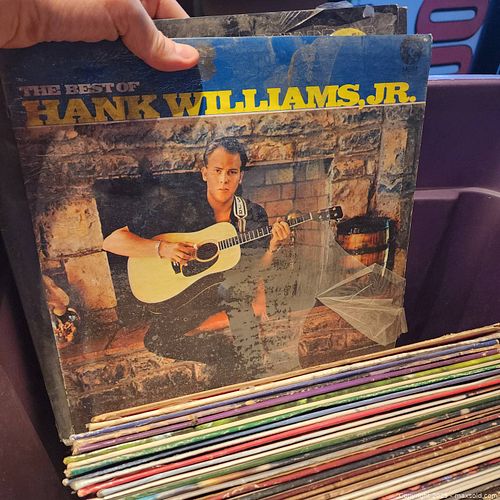 THE BEST OF
HANK WILLIAMS, JR.